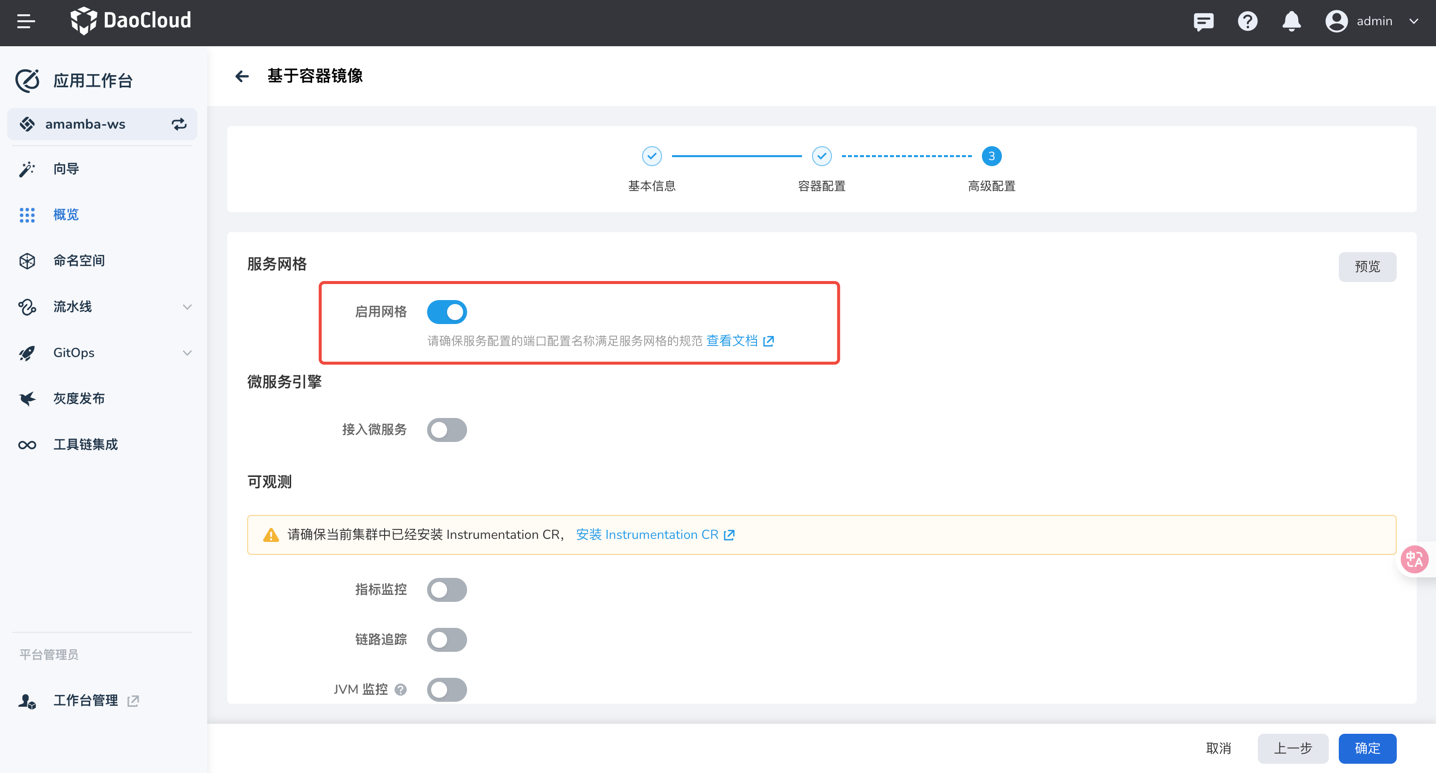 DaoCloud
admin
应用工作台
amamba-ws
向导
概览
命名空间
流水线
GitOps
灰度发布
工具链集成
平台管理员
工作台管理
基于容器镜像
3
基本信息
容器配置
高级配置
服务网格
预览
启用网格
请确保服务配置的端口配置名称满足服务网格的规范 查看文档
微服务引擎
接入微服务
可观测
请确保当前集群中已经安装 Instrumentation CR， 安装 Instrumentation CR
指标监控
链路追踪
JVM 监控
取消
上一步
确定